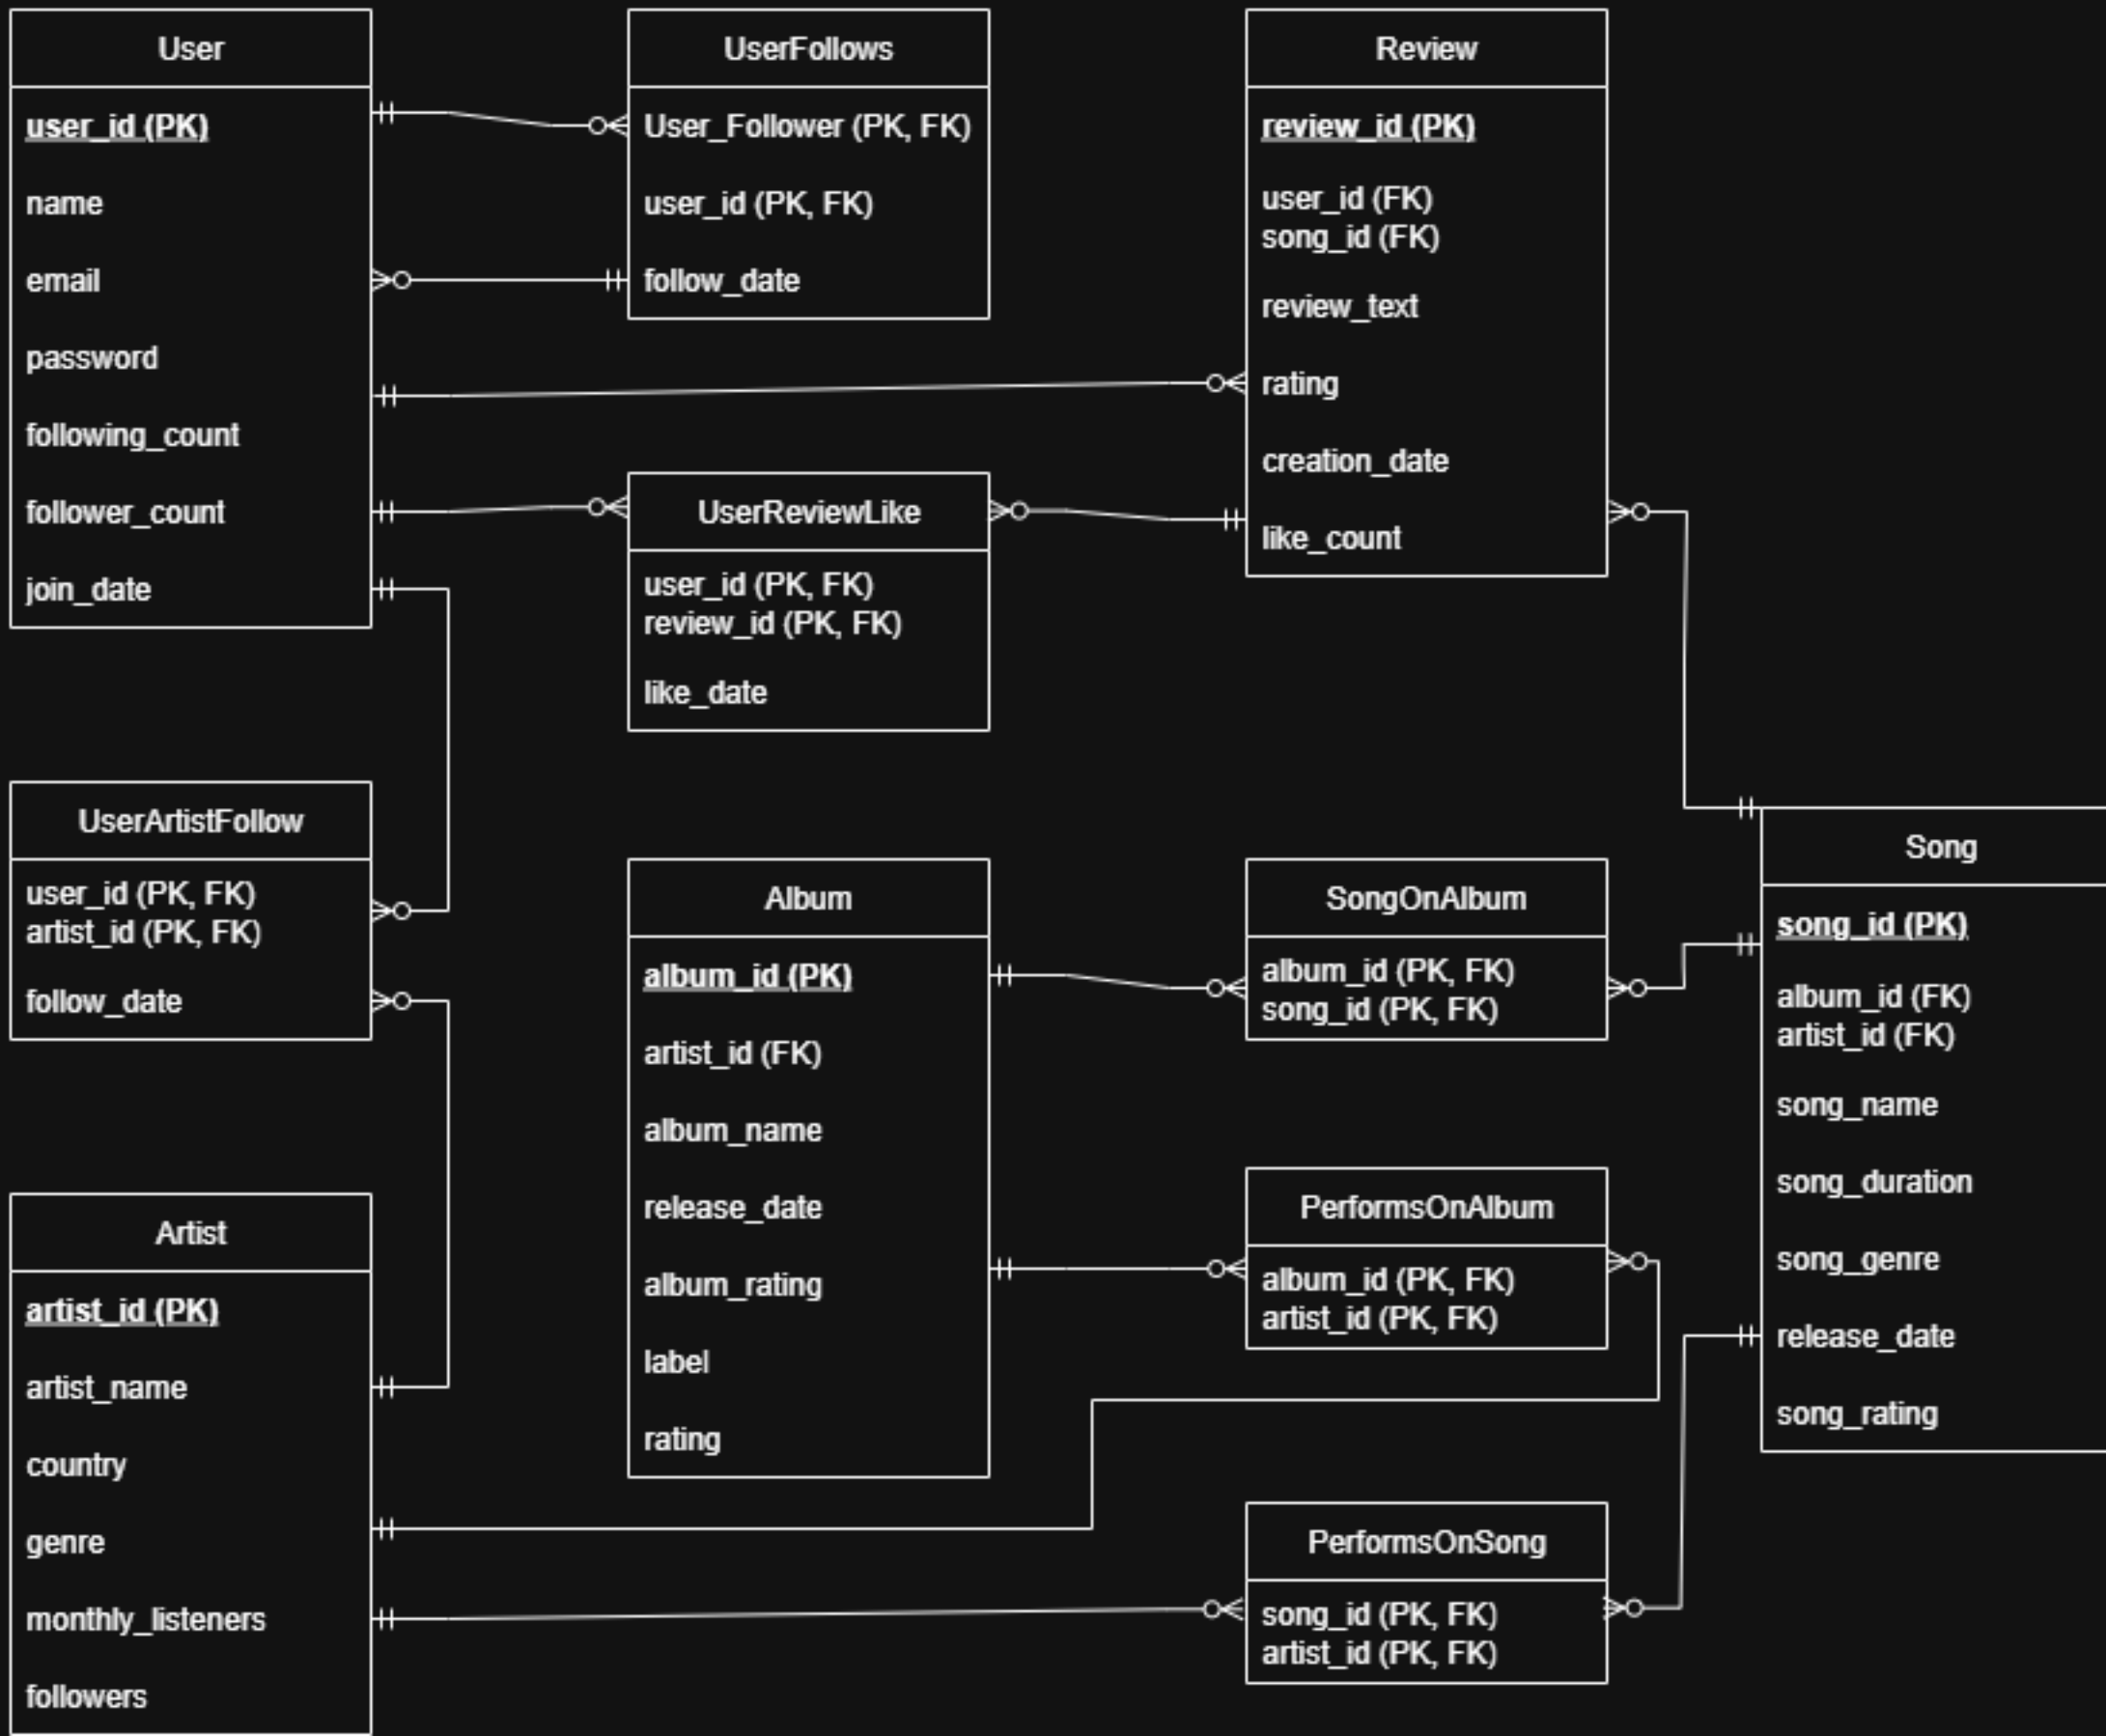 User
user_id (PK)
name
email
password
following_count
follower_count
join_date
UserFollows
User_Follower (PK, FK)
user_id (PK, FK)
follow_date
Review
review_id (PK)
user_id (FK)
song_id (FK)
review_text
rating
creation_date
like_count
UserReviewLike
user_id (PK, FK)
review_id (PK, FK)
like_date
UserArtistFollow
user_id (PK, FK)
artist_id (PK, FK)
follow_date
Album
album_id (PK)
artist_id (FK)
album_name
release_date
album_rating
label
rating
SongOnAlbum
album_id (PK, FK)
song_id (PK, FK)
Song
song_id (PK)
album_id (FK)
artist_id (FK)
song_name
song_duration
song_genre
release_date
song_rating
PerformsOnAlbum
album_id (PK, FK)
artist_id (PK, FK)
Artist
artist_id (PK)
artist_name
country
genre
monthly_listeners
followers
PerformsOnSong
song_id (PK, FK)
artist_id (PK, FK)